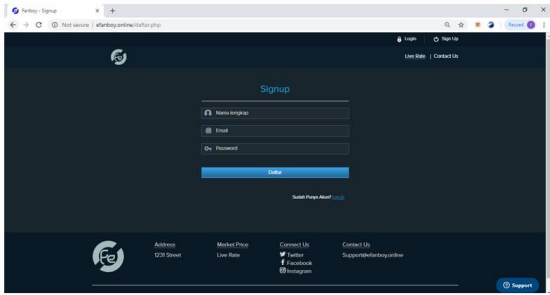 Fanboy - Signup
Not secure | efanboy.online/daftar.php
Paused
Login
Sign Up
Live Rate | Contact Us
Signup
Nama lengkap
Email
Password
Daftar
Sudah Punya Akun?
Address
Market Price
Connect Us
Contact Us
1231 Street
Live Rate
Twitter
Support@efanboy.online
Facebook
Instagram
Support